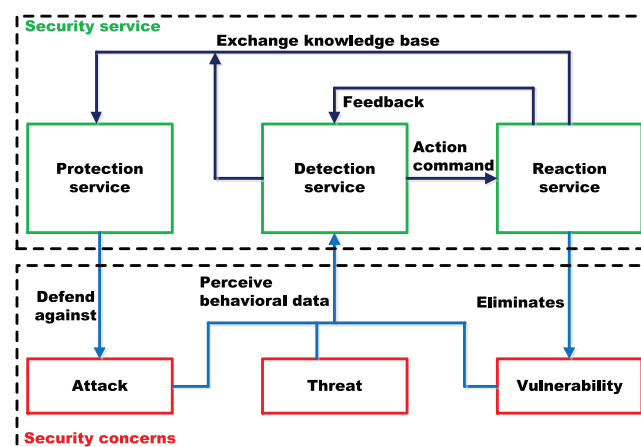 Security service
Exchange knowledge base
Feedback
Protection
service
Detection
service
Action
command
Reaction
service
Defend
against
Perceive
behavioral data
Eliminates
Attack
Threat
Vulnerability
Security concerns